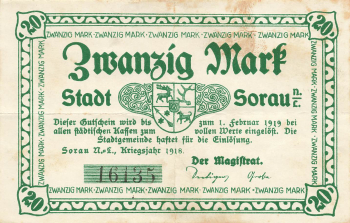 20 ZWANZIG MARK ZWANZIG MARK ZWANZIG MARK ZWANZIG MARK 20
Zwanzig Mark
Stadt Sorau n/L.
Dieser Gutschein wird bis zum 1. Februar 1919 bei
allen städtischen Kassen zum vollen Werte eingelöst. Die
Stadtgemeinde haftet für die Einlösung.
Sorau N.-L., Kriegsjahr 1918.
Der Magistrat.
16135
20 ZWANZIG MARK ZWANZIG MARK ZWANZIG MARK ZWANZIG MARK 20